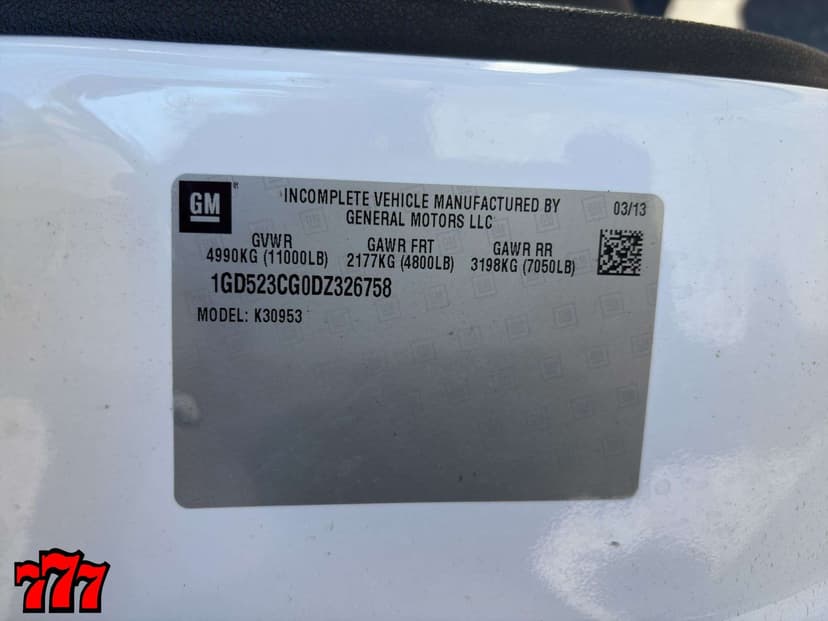 GM
INCOMPLETE VEHICLE MANUFACTURED BY
GENERAL MOTORS LLC
03/13
GVWR GAWR FRT GAWR RR
4990KG (11000LB) 2177KG (4800LB) 3198KG (7050LB)
1GD523CG0DZ326758
MODEL: K30953
777